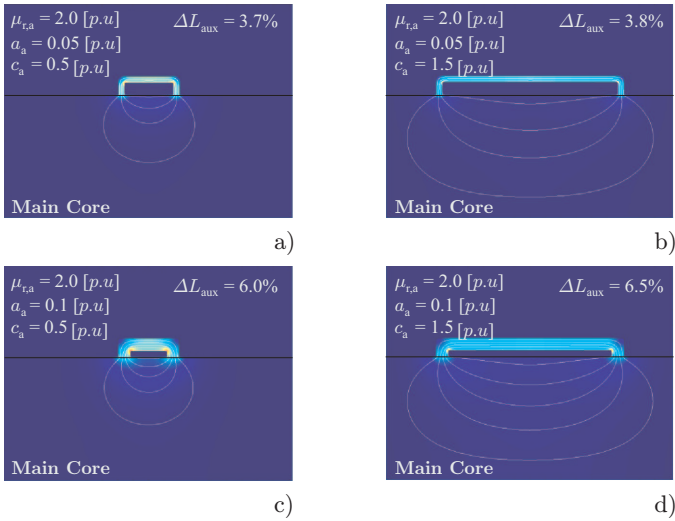 μr,a = 2.0 [p.u] ΔLaux = 3.7%
aa = 0.05 [p.u]
ca = 0.5 [p.u]
Main Core
a)
μr,a = 2.0 [p.u] ΔLaux = 3.8%
aa = 0.05 [p.u]
ca = 1.5 [p.u]
Main Core
b)
μr,a = 2.0 [p.u] ΔLaux = 6.0%
aa = 0.1 [p.u]
ca = 0.5 [p.u]
Main Core
c)
μr,a = 2.0 [p.u] ΔLaux = 6.5%
aa = 0.1 [p.u]
ca = 1.5 [p.u]
Main Core
d)